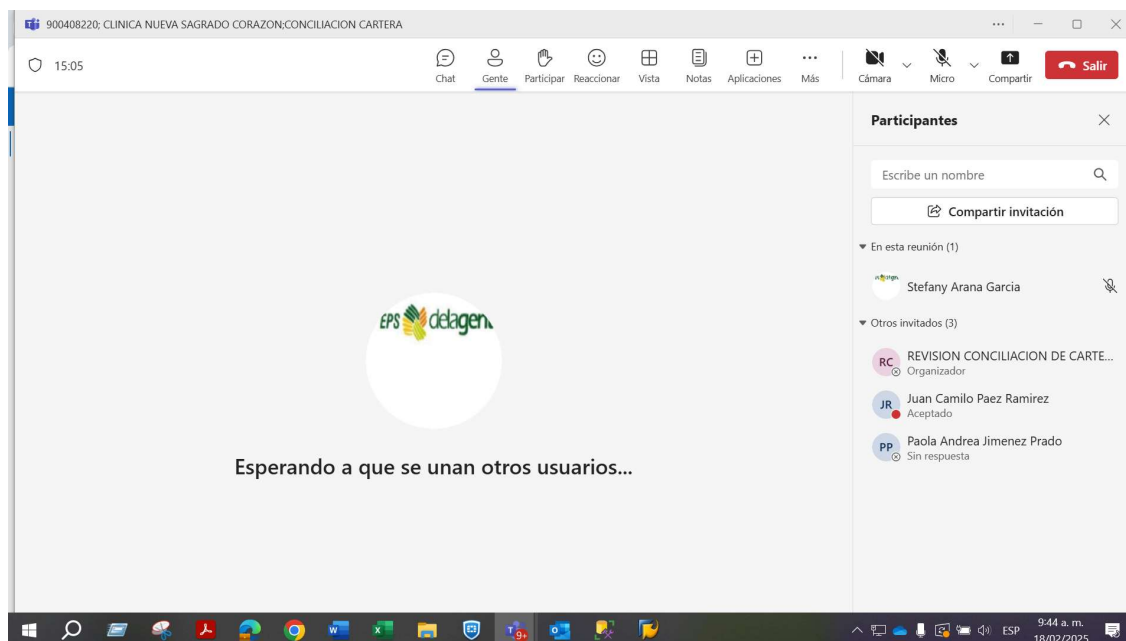 900408220; CLINICA NUEVA SAGRADO CORAZON;CONCILIACION CARTERA
15:05
Chat
Gente
Participar
Reaccionar
Vista
Notas
Aplicaciones
Más
Cámara
Micro
Compartir
Salir
Participantes
Escribe un nombre
Compartir invitación
En esta reunión (1)
Stefany Arana Garcia
Otros invitados (3)
RC
REVISION CONCILIACION DE CARTE...
Organizador
JR
Juan Camilo Paez Ramirez
Aceptado
PP
Paola Andrea Jimenez Prado
Sin respuesta
EPS delagen
Esperando a que se unan otros usuarios...
9+
ESP
9:44 a. m.
18/02/2025